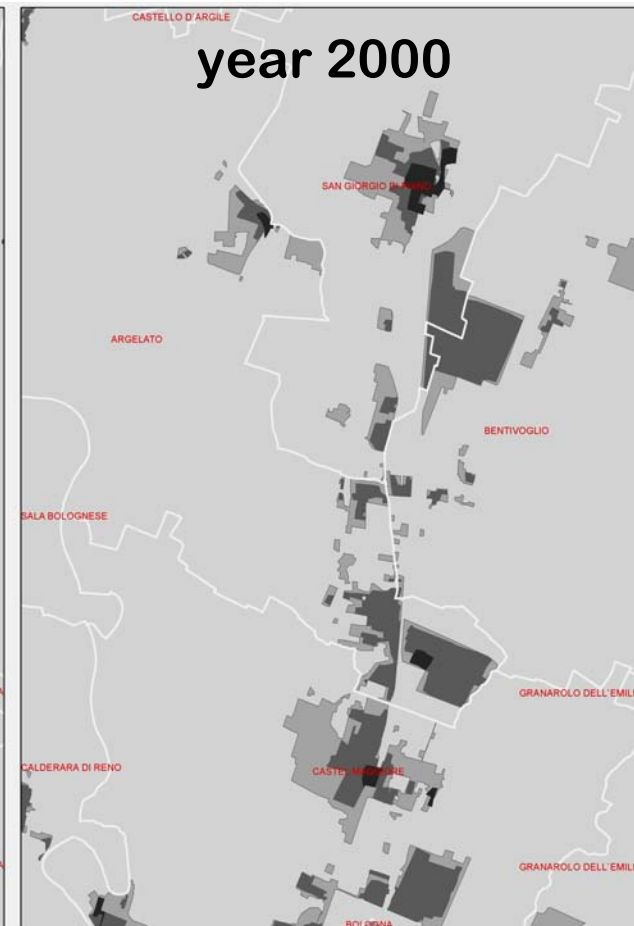 CASTELLO D'ARGILE
year 2000
SAN GIORGIO DI PIANO
ARGELATO
BENTIVOGLIO
SALA BOLOGNESE
GRANAROLO DELL'EMIL
CALDERARA DI RENO
CASTEL MAGGIORE
GRANAROLO DELL'EMIL
BOLOGNA